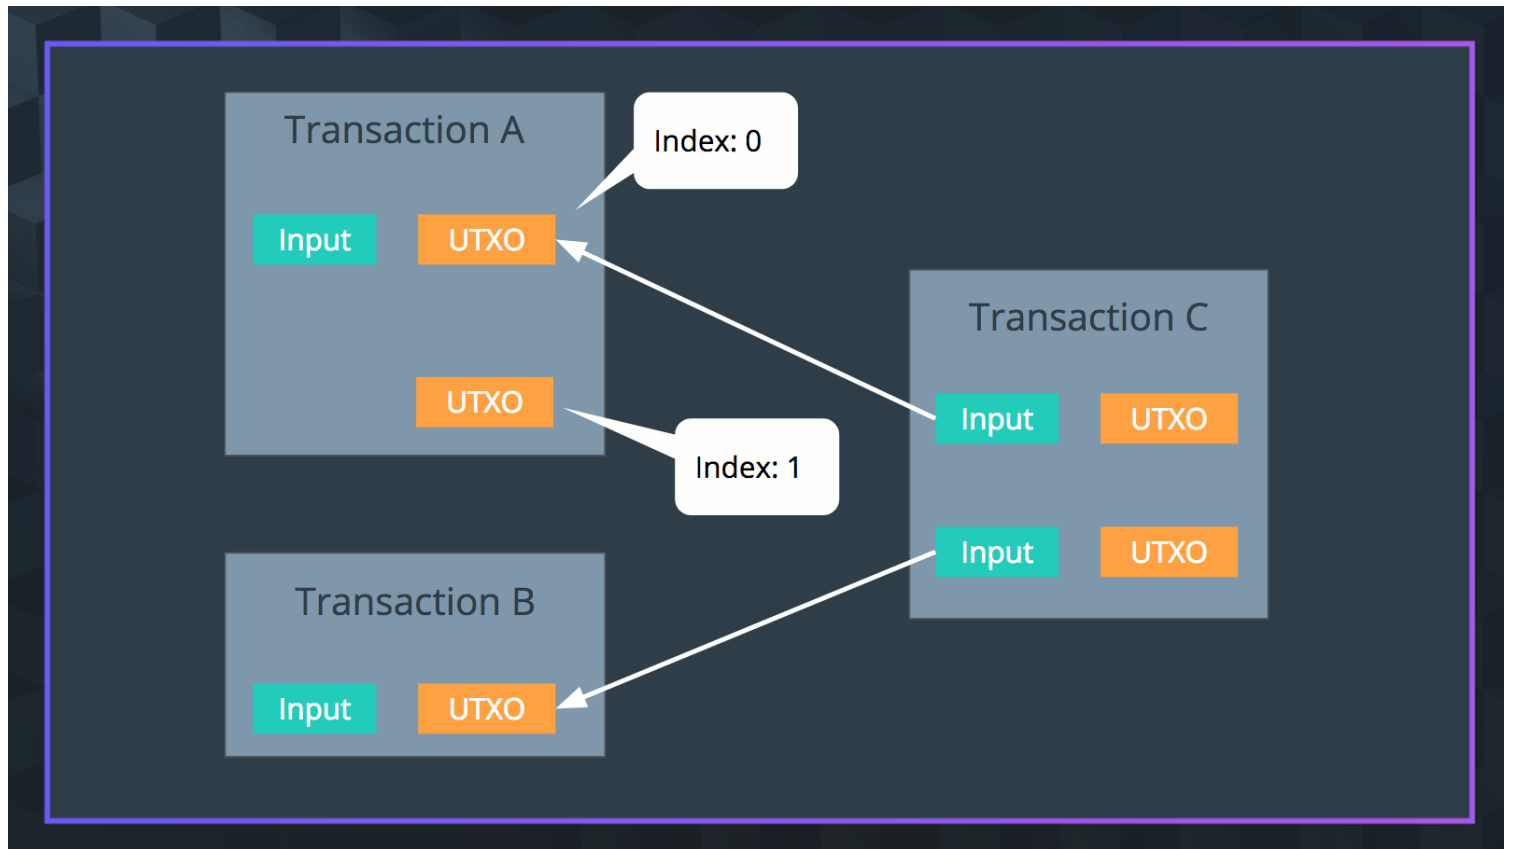 Transaction A
Index: 0
Input
UTXO
UTXO
Index: 1
Transaction B
Input
UTXO
Transaction C
Input
UTXO
Input
UTXO